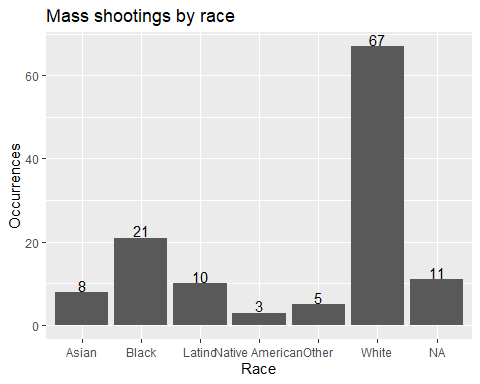 Mass shootings by race
Occurrences
60
40
20
0
8
21
10
3
5
67
11
Asian Black Latino Native American Other White NA
Race